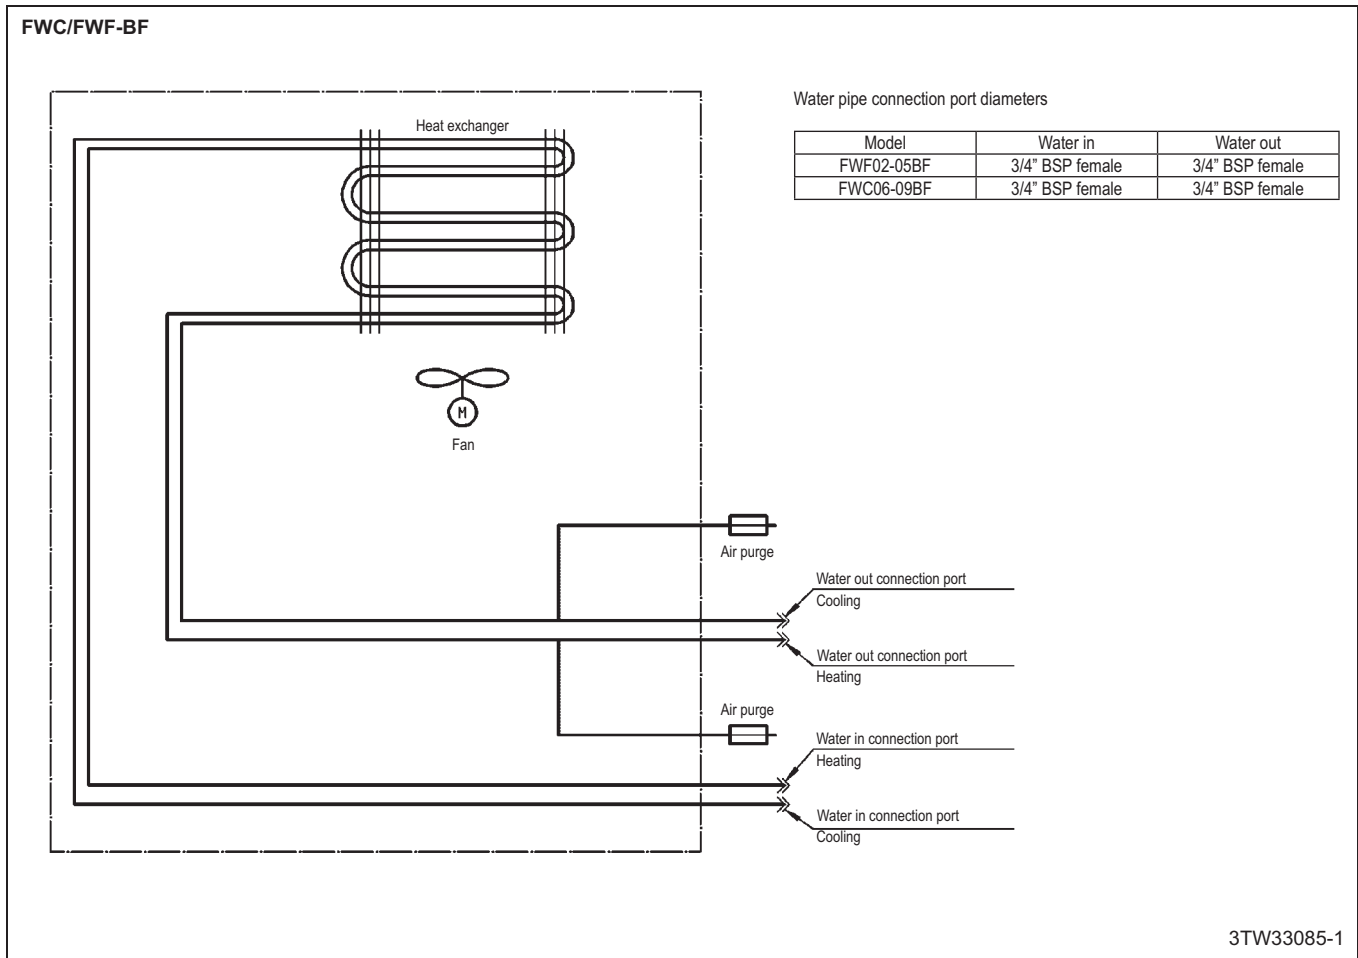 FWC/FWF-BF
Water pipe connection port diameters
Model Water in Water out
FWF02-05BF 3/4” BSP female 3/4” BSP female
FWC06-09BF 3/4” BSP female 3/4” BSP female
Heat exchanger
M
Fan
Air purge
Water out connection port
Cooling
Water out connection port
Heating
Air purge
Water in connection port
Heating
Water in connection port
Cooling
3TW33085-1